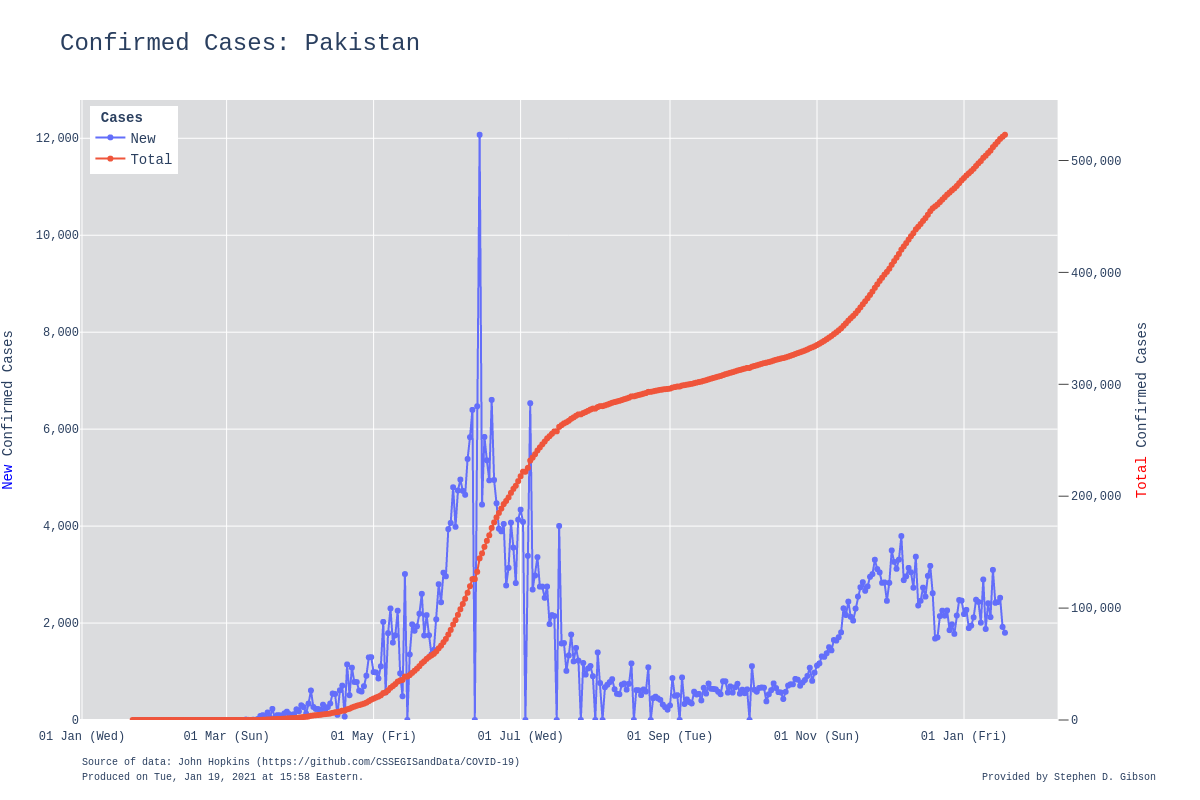 Confirmed Cases: Pakistan
Cases
New
Total
12,000
10,000
8,000
6,000
4,000
2,000
0
500,000
400,000
300,000
200,000
100,000
0
New Confirmed Cases
Total Confirmed Cases
01 Jan (Wed)
01 Mar (Sun)
01 May (Fri)
01 Jul (Wed)
01 Sep (Tue)
01 Nov (Sun)
01 Jan (Fri)
Source of data: John Hopkins (https://github.com/CSSEGISandData/COVID-19)
Produced on Tue, Jan 19, 2021 at 15:58 Eastern.
Provided by Stephen D. Gibson